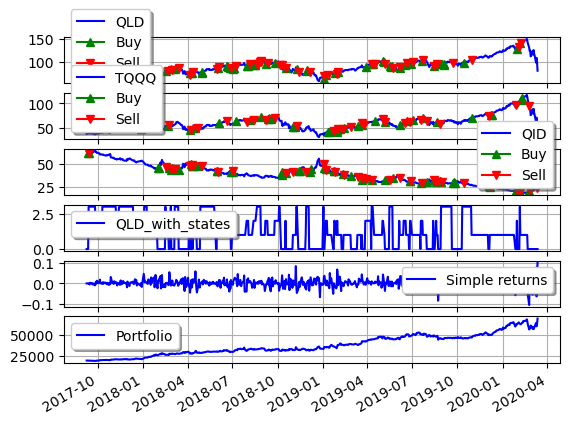 QLD
Buy
Sell
150
100
TQQQ
Buy
Sell
100
50
QID
Buy
Sell
50
25
QLD_with_states
2.5
0.0
Simple returns
0.1
0.0
−0.1
Portfolio
50000
25000
2017-10
2018-01
2018-04
2018-07
2018-10
2019-01
2019-04
2019-07
2019-10
2020-01
2020-04